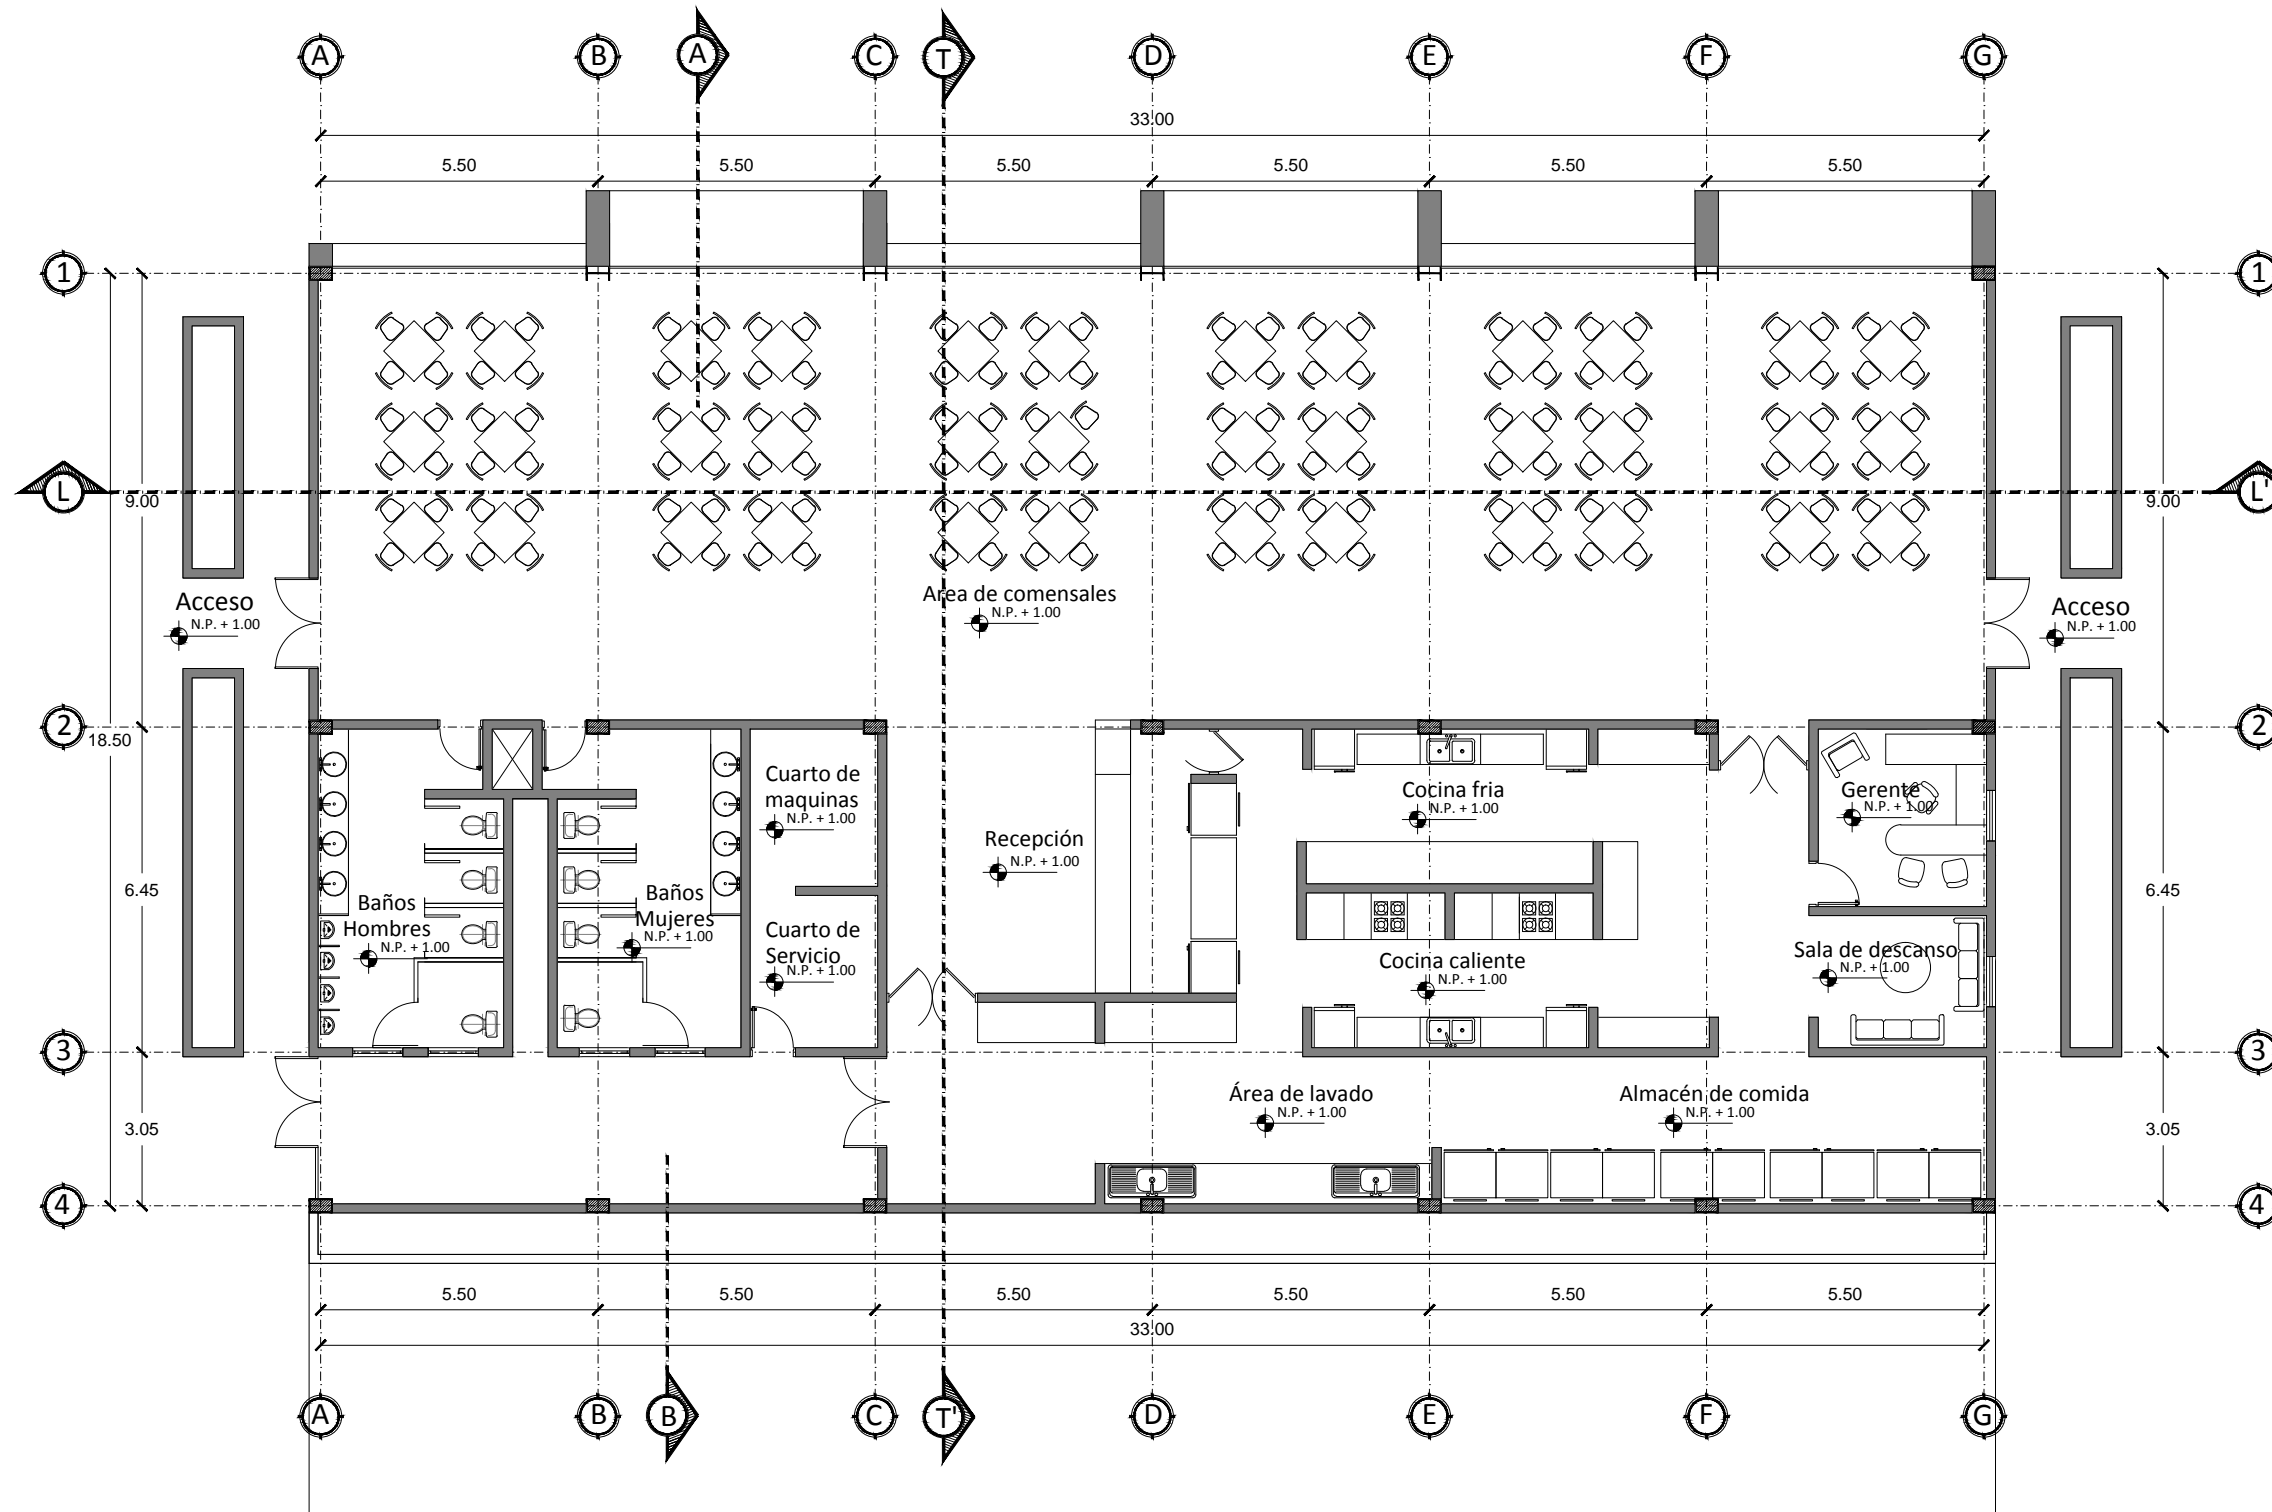 A B A C T D E F G
33.00
5.50 5.50 5.50 5.50 5.50 5.50
1 1
L L'
9.00 9.00
Acceso
N.P. + 1.00
Area de comensales
N.P. + 1.00
Acceso
N.P. + 1.00
2 2
18.50
Cuarto de
maquinas
N.P. + 1.00
Cocina fria
N.P. + 1.00
Gerente
N.P. + 1.00
Recepción
N.P. + 1.00
6.45 6.45
Baños
Hombres
N.P. + 1.00
Baños
Mujeres
N.P. + 1.00
Cuarto de
Servicio
N.P. + 1.00
Cocina caliente
N.P. + 1.00
Sala de descanso
N.P. + 1.00
3 3
Área de lavado
N.P. + 1.00
Almacén de comida
N.P. + 1.00
3.05 3.05
4 4
5.50 5.50 5.50 5.50 5.50 5.50
33.00
A B B C T' D E F G